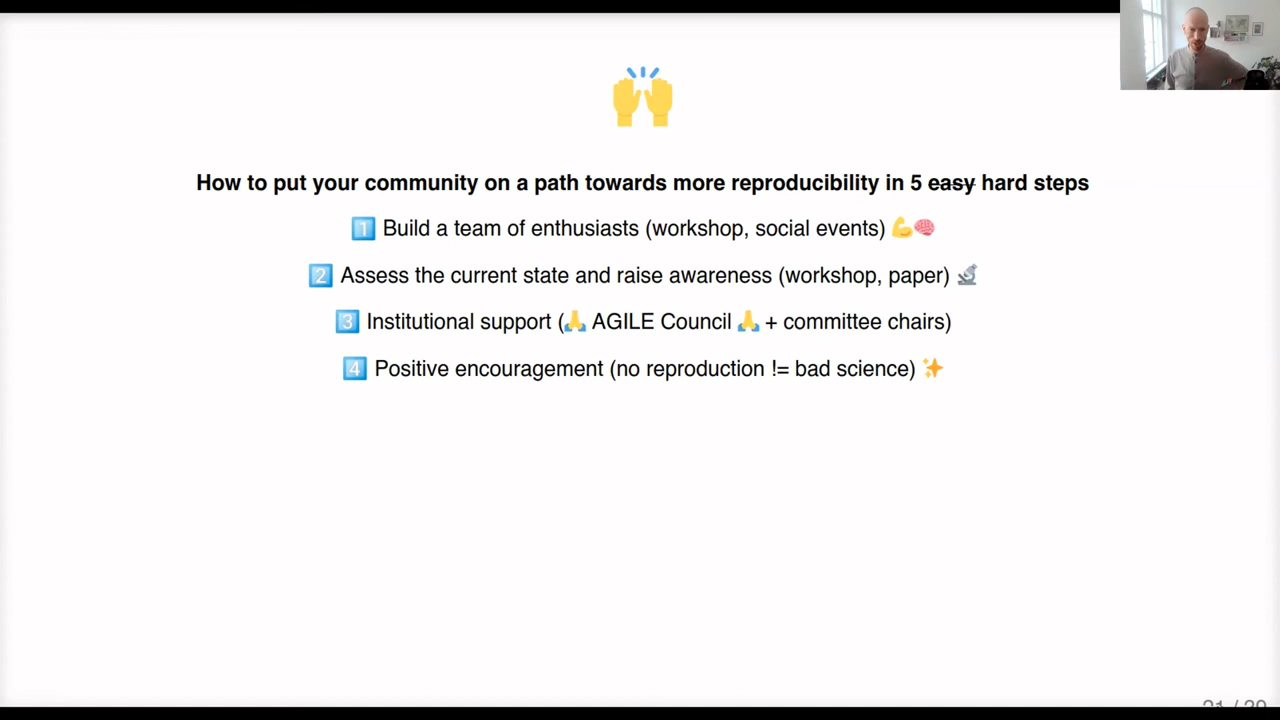 How to put your community on a path towards more reproducibility in 5 easy hard steps
1 Build a team of enthusiasts (workshop, social events)
2 Assess the current state and raise awareness (workshop, paper)
3 Institutional support (🙏 AGILE Council 🙏 + committee chairs)
4 Positive encouragement (no reproduction != bad science)